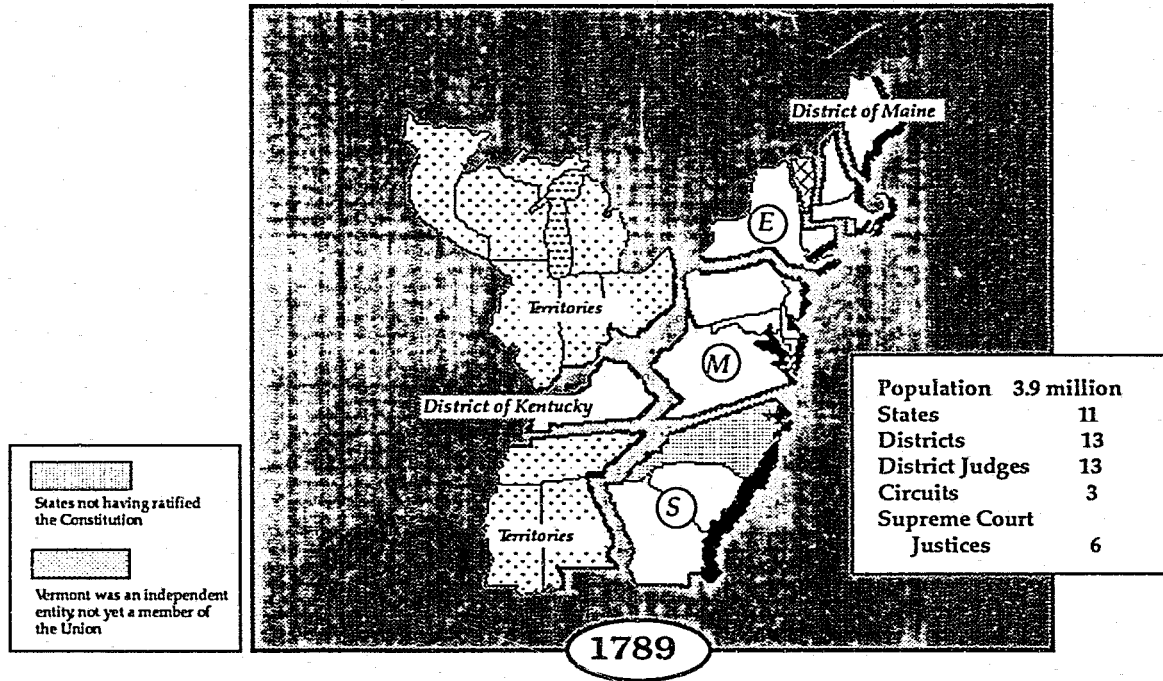 District of Maine
E
Territories
M
District of Kentucky
S
Territories
1789
Population 3.9 million
States 11
Districts 13
District Judges 13
Circuits 3
Supreme Court
Justices 6
States not having ratified
the Constitution
Vermont was an independent
entity, not yet a member of
the Union